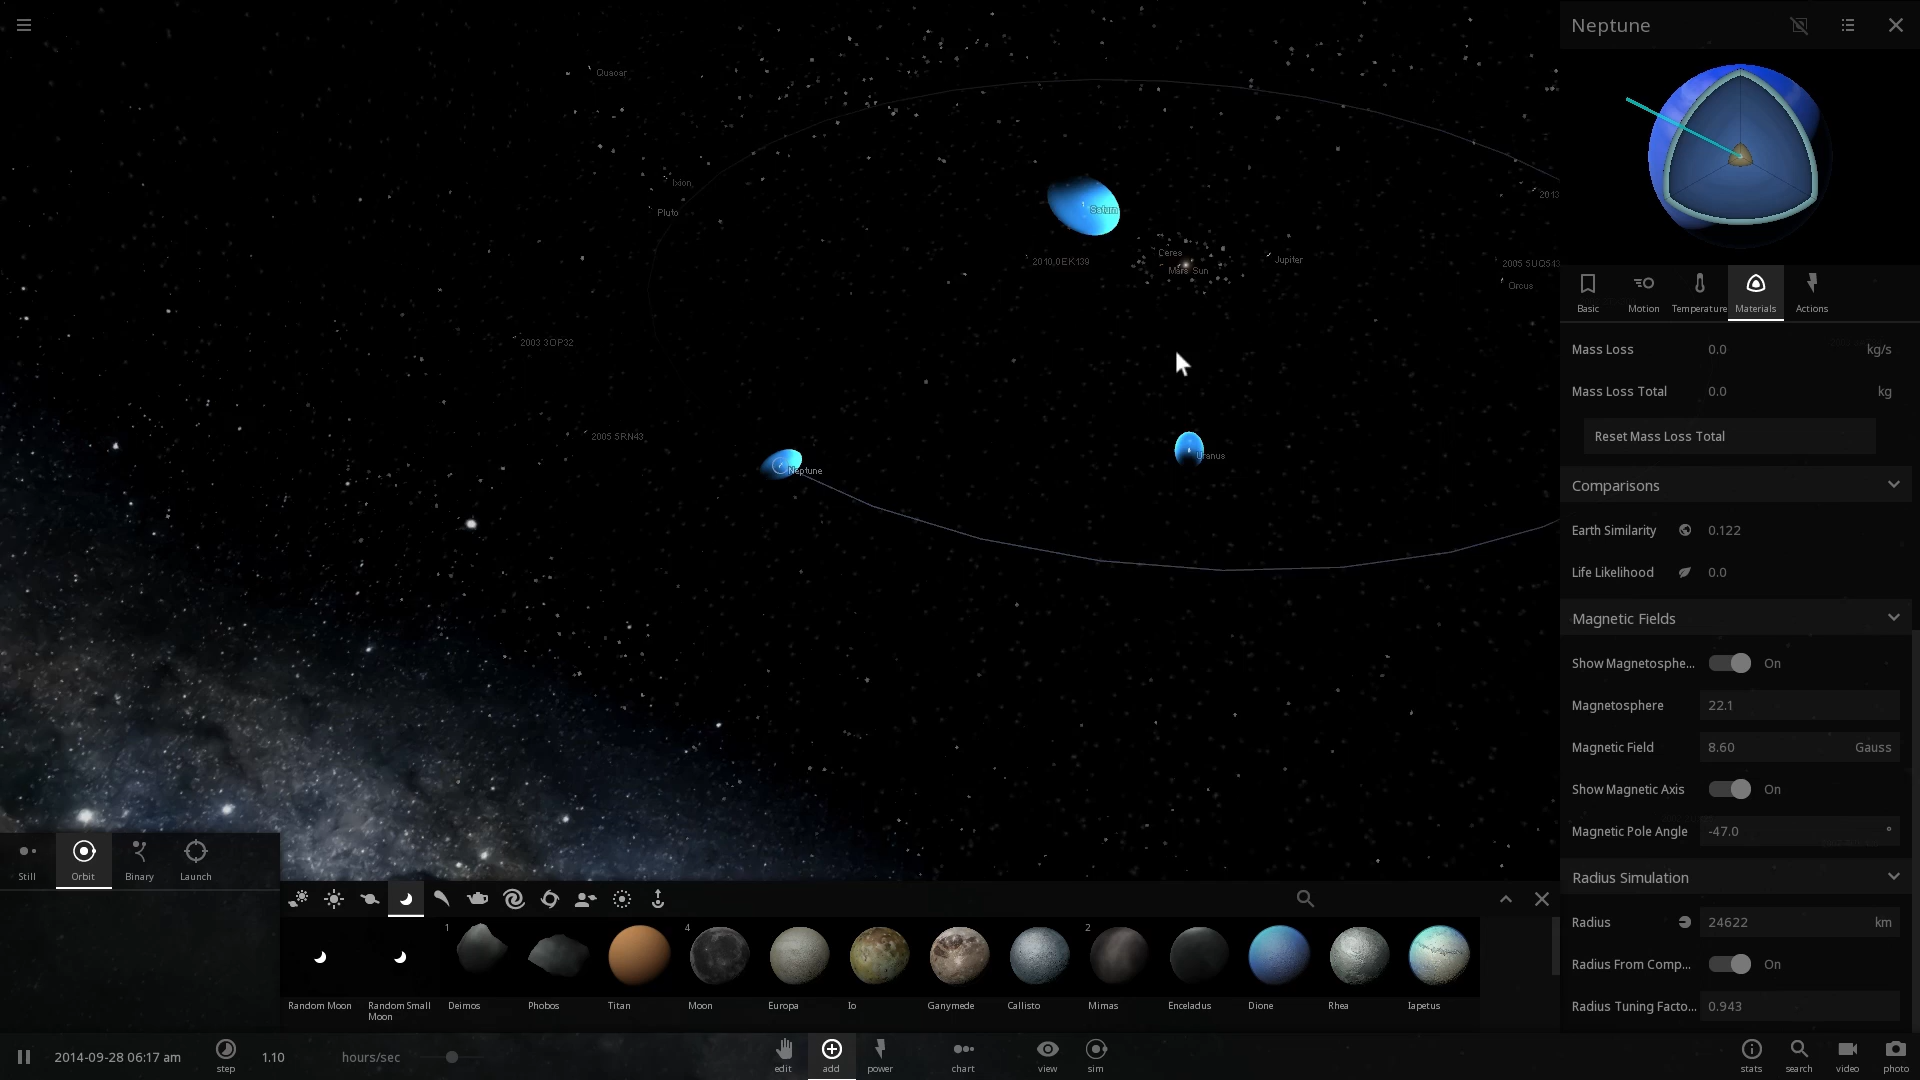 Neptune
Quaoar
Ixion
Pluto
2013
Saturn
2010,0EK139
Ceres
Mars Sun
Jupiter
2005 5UQ513
Orcus
2003 3OP32
2005 5RN43
Neptune
Uranus
Basic
Motion
Temperature
Materials
Actions
Mass Loss 0.0 kg/s
Mass Loss Total 0.0 kg
Reset Mass Loss Total
Comparisons
Earth Similarity 0.122
Life Likelihood 0.0
Magnetic Fields
Show Magnetosphe... On
Magnetosphere 22.1
Magnetic Field 8.60 Gauss
Show Magnetic Axis On
Magnetic Pole Angle -47.0 °
Radius Simulation
Radius 24622 km
Radius From Comp... On
Radius Tuning Facto... 0.943
Still
Orbit
Binary
Launch
1
4
2
Random Moon
Random Small
Moon
Deimos
Phobos
Titan
Moon
Europa
Io
Ganymede
Callisto
Mimas
Enceladus
Dione
Rhea
Iapetus
2014-09-28 06:17 am
step
1.10
hours/sec
edit
add
power
chart
view
sim
stats
search
video
photo